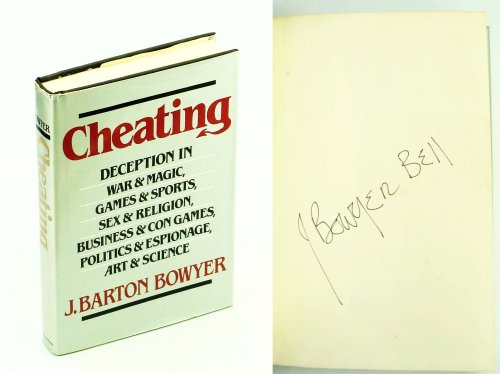 OWYER
Cheating
Cheating
DECEPTION IN
WAR & MAGIC,
GAMES & SPORTS,
SEX & RELIGION,
BUSINESS & CON GAMES,
POLITICS & ESPIONAGE,
ART & SCIENCE
J. BARTON BOWYER
J Bowyer Bell